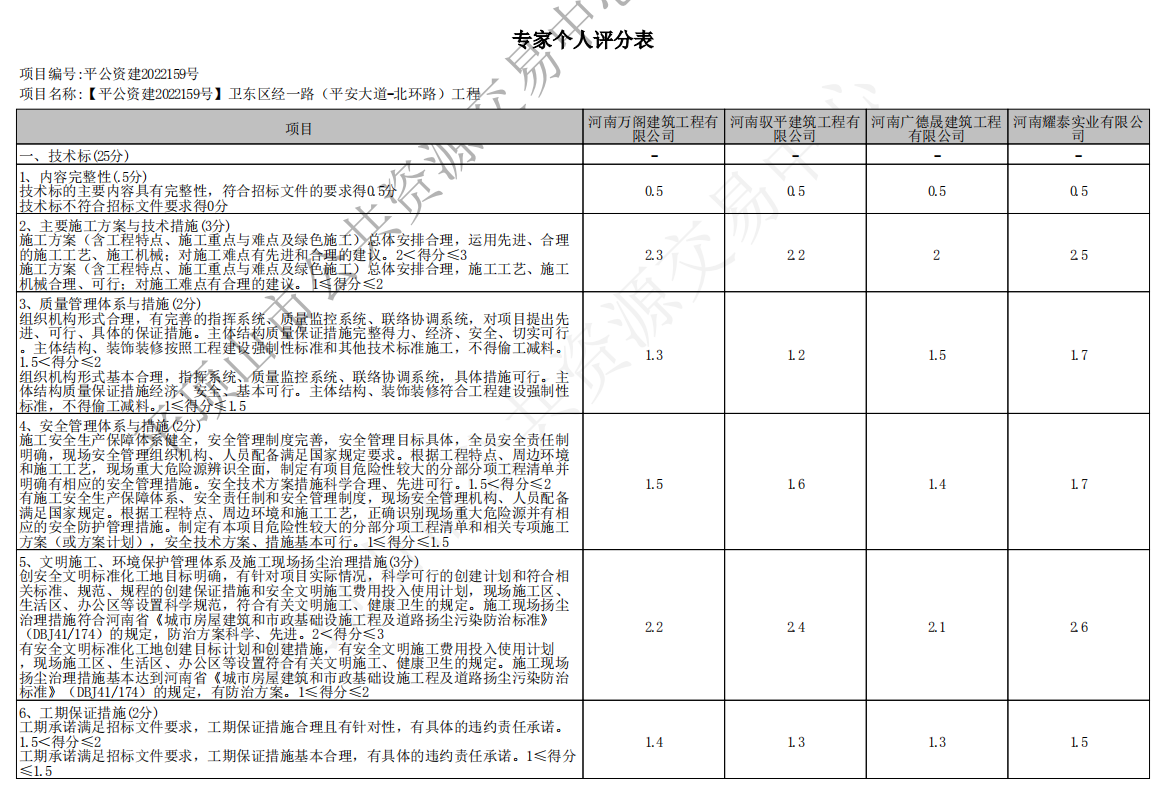 专家个人评分表
项目编号:平公资建2022159号
项目名称:【平公资建2022159号】卫东区经一路（平安大道-北环路）工程
项目
河南万阁建筑工程有
限公司
河南驭平建筑工程有
限公司
河南广德晟建筑工程
有限公司
河南耀泰实业有限公
司
一、技术标(25分)
-
-
-
-
1、内容完整性(.5分)
技术标的主要内容具有完整性，符合招标文件的要求得0.5分
技术标不符合招标文件要求得0分
0.5
0.5
0.5
0.5
2、主要施工方案与技术措施(3分)
施工方案（含工程特点、施工重点与难点及绿色施工）总体安排合理，运用先进、合理
的施工工艺、施工机械；对施工难点有先进和合理的建议。2＜得分≤3
施工方案（含工程特点、施工重点与难点及绿色施工）总体安排合理，施工工艺、施工
机械合理、可行；对施工难点有合理的建议。 1≤得分≤2
2.3
2.2
2
2.5
3、质量管理体系与措施(2分)
组织机构形式合理，有完善的指挥系统、质量监控系统、联络协调系统，对项目提出先
进、可行、具体的保证措施。主体结构质量保证措施完整得力、经济、安全、切实可行
。主体结构、装饰装修按照工程建设强制性标准和其他技术标准施工，不得偷工减料。
1.5＜得分≤2
组织机构形式基本合理，指挥系统、质量监控系统、联络协调系统，具体措施可行。主
体结构质量保证措施经济、安全、基本可行。主体结构、装饰装修符合工程建设强制性
标准，不得偷工减料。1≤得分≤1.5
1.3
1.2
1.5
1.7
4、安全管理体系与措施(2分)
施工安全生产保障体系健全，安全管理制度完善，安全管理目标具体，全员安全责任制
明确，现场安全管理组织机构、人员配备满足国家规定要求。根据工程特点、周边环境
和施工工艺，现场重大危险源辨识全面，制定有项目危险性较大的分部分项工程清单并
明确有相应的安全管理措施。安全技术方案措施科学合理、先进可行。1.5＜得分≤2
有施工安全生产保障体系、安全责任制和安全管理制度，现场安全管理机构、人员配备
满足国家规定。根据工程特点、周边环境和施工工艺，正确识别现场重大危险源并有相
应的安全防护管理措施。制定有本项目危险性较大的分部分项工程清单和相关专项施工
方案（或方案计划），安全技术方案、措施基本可行。1≤得分≤1.5
1.5
1.6
1.4
1.7
5、文明施工、环境保护管理体系及施工现场扬尘治理措施(3分)
创安全文明标准化工地目标明确，有针对项目实际情况，科学可行的创建计划和符合相
关标准、规范、规程的创建保证措施和安全文明施工费用投入使用计划，现场施工区、
生活区、办公区等设置科学规范，符合有关文明施工、健康卫生的规定。施工现场扬尘
治理措施符合河南省《城市房屋建筑和市政基础设施工程及道路扬尘污染防治标准》
（DBJ41/174）的规定，防治方案科学、先进。2＜得分≤3
有安全文明标准化工地创建目标计划和创建措施，有安全文明施工费用投入使用计划
，现场施工区、生活区、办公区等设置符合有关文明施工、健康卫生的规定。施工现场
扬尘治理措施基本达到河南省《城市房屋建筑和市政基础设施工程及道路扬尘污染防治
标准》（DBJ41/174）的规定，有防治方案。1≤得分≤2
2.2
2.4
2.1
2.6
6、工期保证措施(2分)
工期承诺满足招标文件要求，工期保证措施合理且有针对性，有具体的违约责任承诺。
1.5＜得分≤2
工期承诺满足招标文件要求，工期保证措施基本合理，有具体的违约责任承诺。1≤得分
≤1.5
1.4
1.3
1.3
1.5
平顶山市公共资源交易中心
共资源交易中心